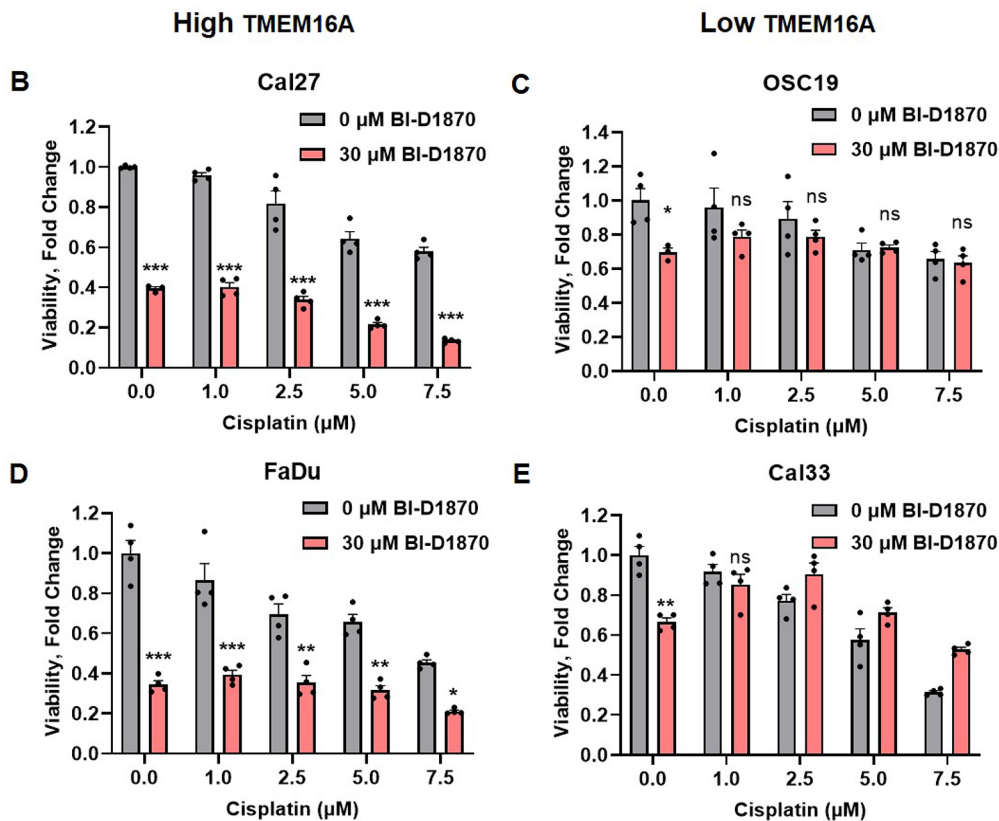 High TMEM16A
Low TMEM16A
B
Cal27
0 µM BI-D1870
30 µM BI-D1870
Viability, Fold Change
1.2
1.0
0.8
0.6
0.4
0.2
0.0
***
***
***
***
***
0.0 1.0 2.5 5.0 7.5
Cisplatin (µM)
C
OSC19
0 µM BI-D1870
30 µM BI-D1870
Viability, Fold Change
1.4
1.2
1.0
0.8
0.6
0.4
0.2
0.0
*
ns
ns
ns
ns
0.0 1.0 2.5 5.0 7.5
Cisplatin (µM)
D
FaDu
0 µM BI-D1870
30 µM BI-D1870
Viability, Fold Change
1.2
1.0
0.8
0.6
0.4
0.2
0.0
***
***
**
**
*
0.0 1.0 2.5 5.0 7.5
Cisplatin (µM)
E
Cal33
0 µM BI-D1870
30 µM BI-D1870
Viability, Fold Change
1.2
1.0
0.8
0.6
0.4
0.2
0.0
**
ns
0.0 1.0 2.5 5.0 7.5
Cisplatin (µM)